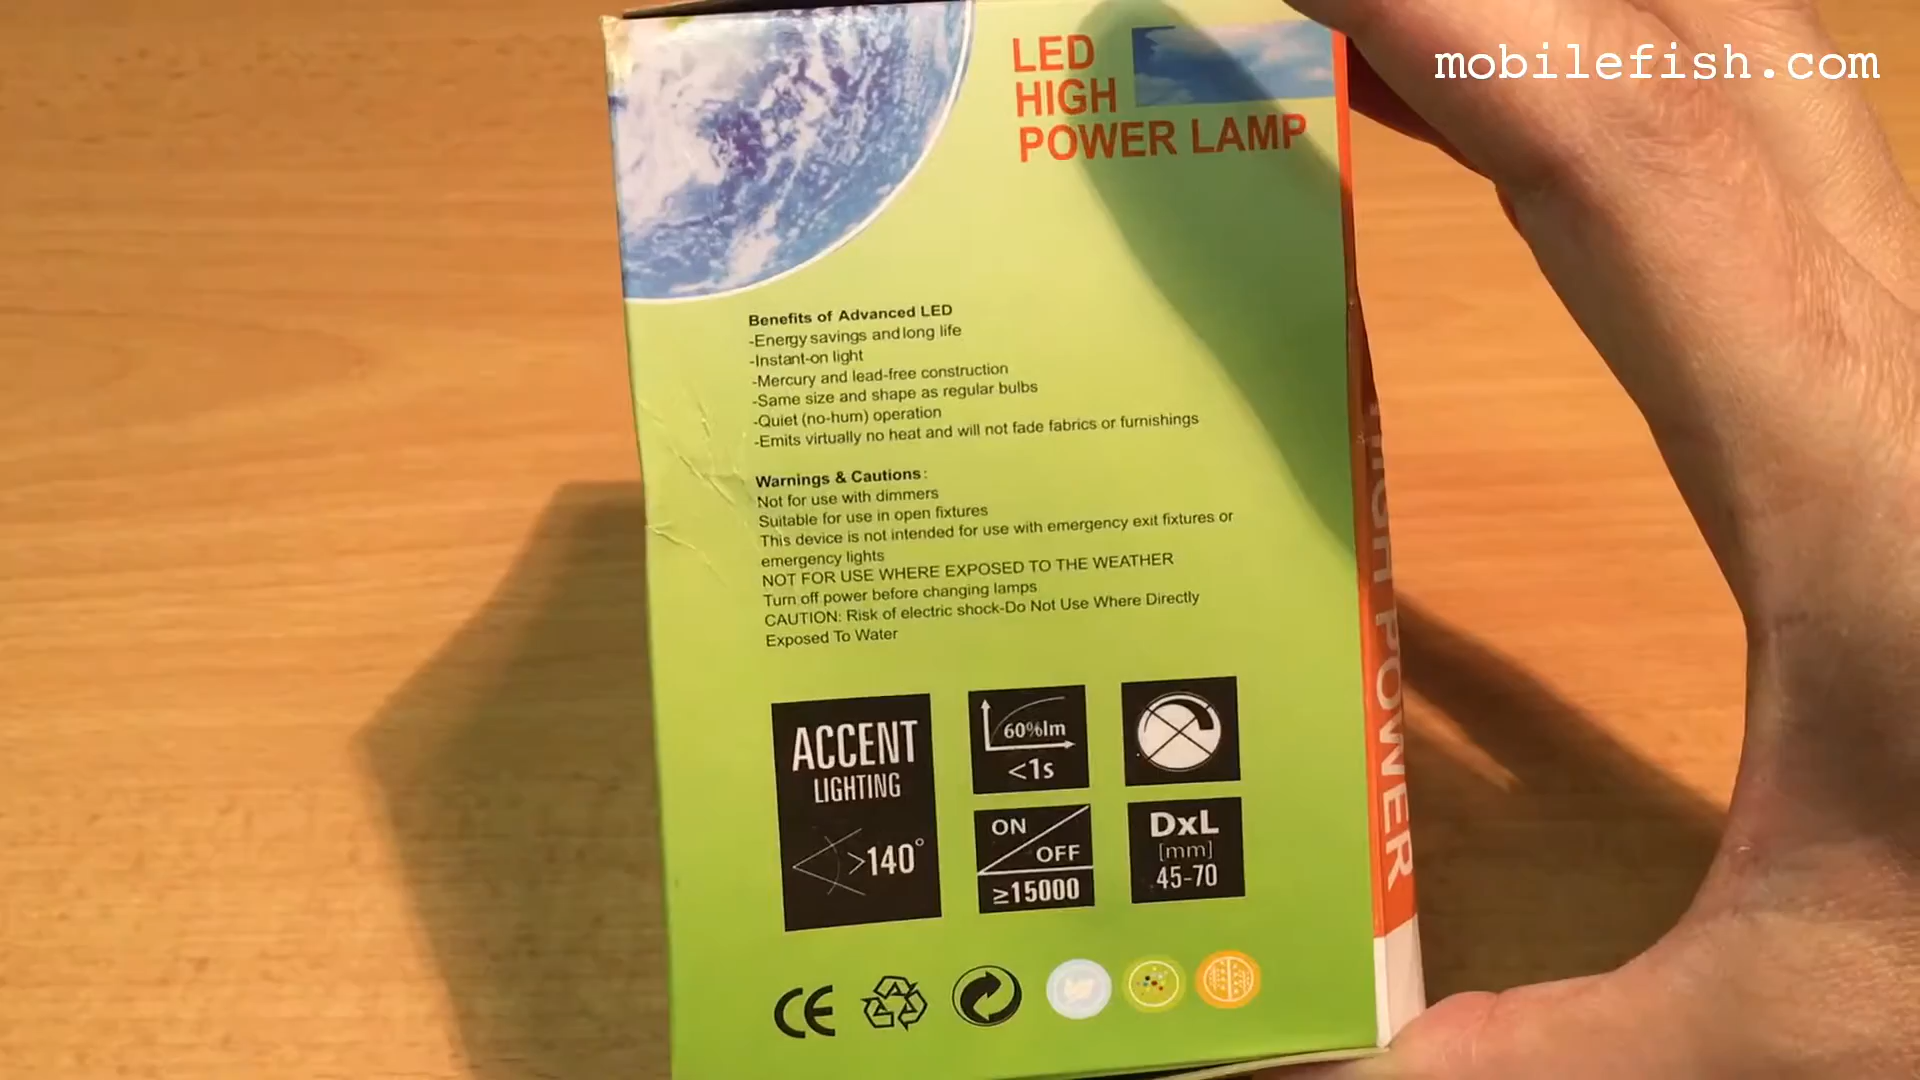 mobilefish.com
LED
HIGH
POWER LAMP
Benefits of Advanced LED
-Energy savings and long life
-Instant-on light
-Mercury and lead-free construction
-Same size and shape as regular bulbs
-Quiet (no-hum) operation
-Emits virtually no heat and will not fade fabrics or furnishings
Warnings & Cautions:
Not for use with dimmers
Suitable for use in open fixtures
This device is not intended for use with emergency exit fixtures or
emergency lights
NOT FOR USE WHERE EXPOSED TO THE WEATHER
Turn off power before changing lamps
CAUTION: Risk of electric shock-Do Not Use Where Directly
Exposed To Water
ACCENT
LIGHTING
>140°
60%lm
<1s
ON
OFF
≥15000
DxL
[mm]
45-70
CE
HIGH POWER